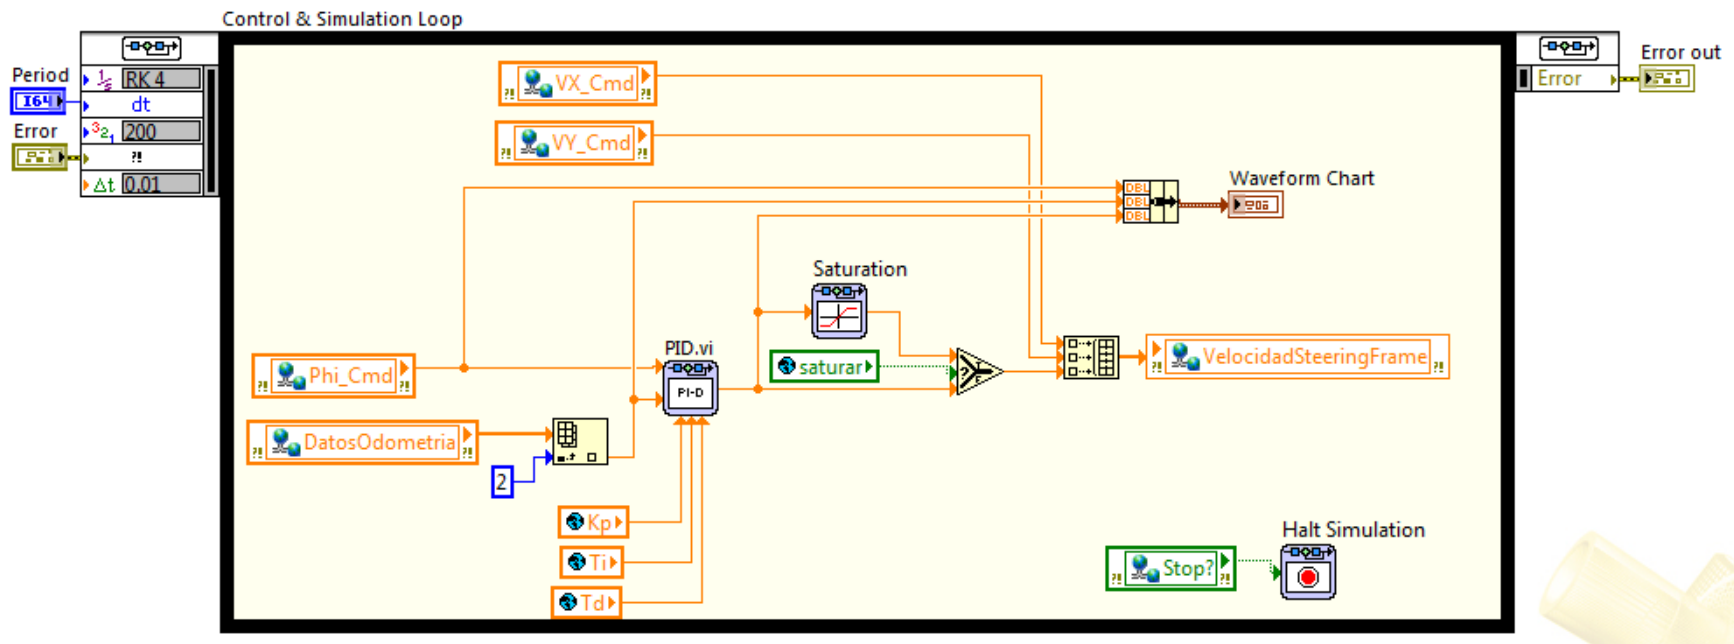 Control & Simulation Loop
Period
I64
Error
RK 4
dt
200
?!
Δt 0.01
VX_Cmd
VY_Cmd
Phi_Cmd
DatosOdometria
2
Kp
Ti
Td
PID.vi
PI-D
Saturation
saturar
?
T
F
DBL
DBL
DBL
Waveform Chart
VelocidadSteeringFrame
Halt Simulation
Stop?
Error
Error out